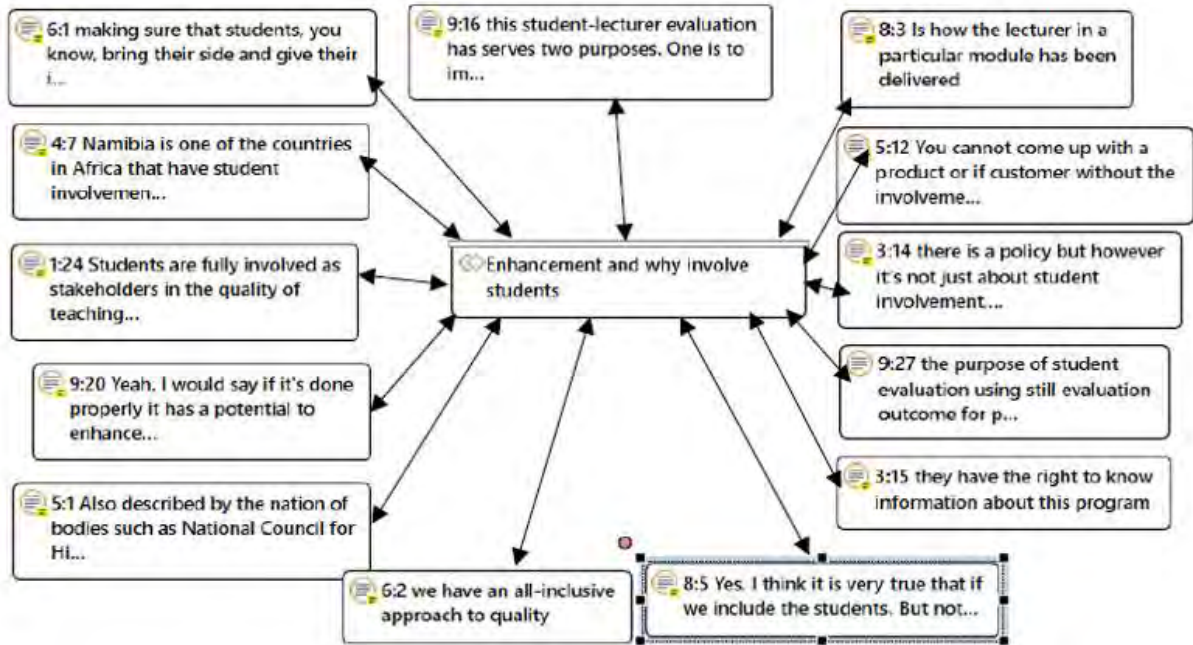 6:1 making sure that students, you
know, bring their side and give their
i...
9:16 this student-lecturer evaluation
has serves two purposes. One is to
im...
8:3 Is how the lecturer in a
particular module has been
delivered
4:7 Namibia is one of the countries
in Africa that have student
involvemen...
5:12 You cannot come up with a
product or if customer without the
involveme...
1:24 Students are fully involved as
stakeholders in the quality of
teaching...
Enhancement and why involve
students
3:14 there is a policy but however
it's not just about student
involvement....
9:20 Yeah. I would say if it's done
properly it has a potential to
enhance...
9:27 the purpose of student
evaluation using still evaluation
outcome for p...
5:1 Also described by the nation of
bodies such as National Council for
Hi...
3:15 they have the right to know
information about this program
6:2 we have an all-inclusive
approach to quality
8:5 Yes. I think it is very true that if
we include the students. But not...